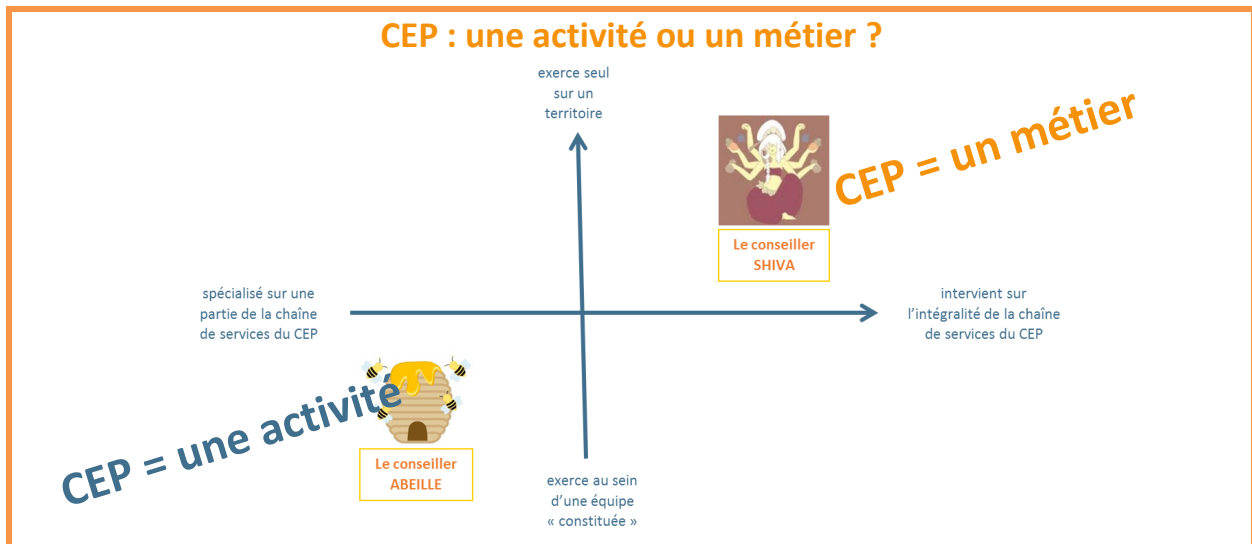 CEP : une activité ou un métier ?
exerce seul
sur un
territoire
CEP = un métier
Le conseiller
SHIVA
spécialisé sur une
partie de la chaîne
de services du CEP
intervient sur
l'intégralité de la chaîne
de services du CEP
CEP = une activité
Le conseiller
ABEILLE
exerce au sein
d'une équipe
« constituée »